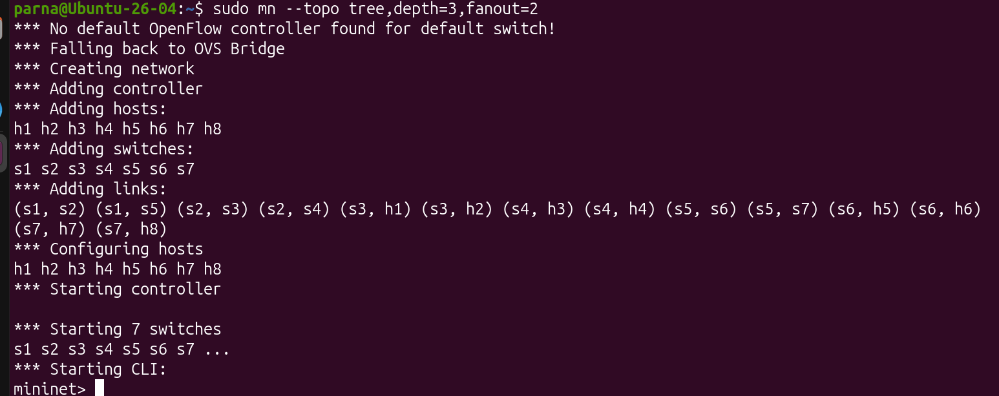 parna@Ubuntu-26-04:~$ sudo mn --topo tree,depth=3,fanout=2
*** No default OpenFlow controller found for default switch!
*** Falling back to OVS Bridge
*** Creating network
*** Adding controller
*** Adding hosts:
h1 h2 h3 h4 h5 h6 h7 h8
*** Adding switches:
s1 s2 s3 s4 s5 s6 s7
*** Adding links:
(s1, s2) (s1, s5) (s2, s3) (s2, s4) (s3, h1) (s3, h2) (s4, h3) (s4, h4) (s5, s6) (s5, s7) (s6, h5) (s6, h6)
(s7, h7) (s7, h8)
*** Configuring hosts
h1 h2 h3 h4 h5 h6 h7 h8
*** Starting controller

*** Starting 7 switches
s1 s2 s3 s4 s5 s6 s7 ...
*** Starting CLI:
mininet>